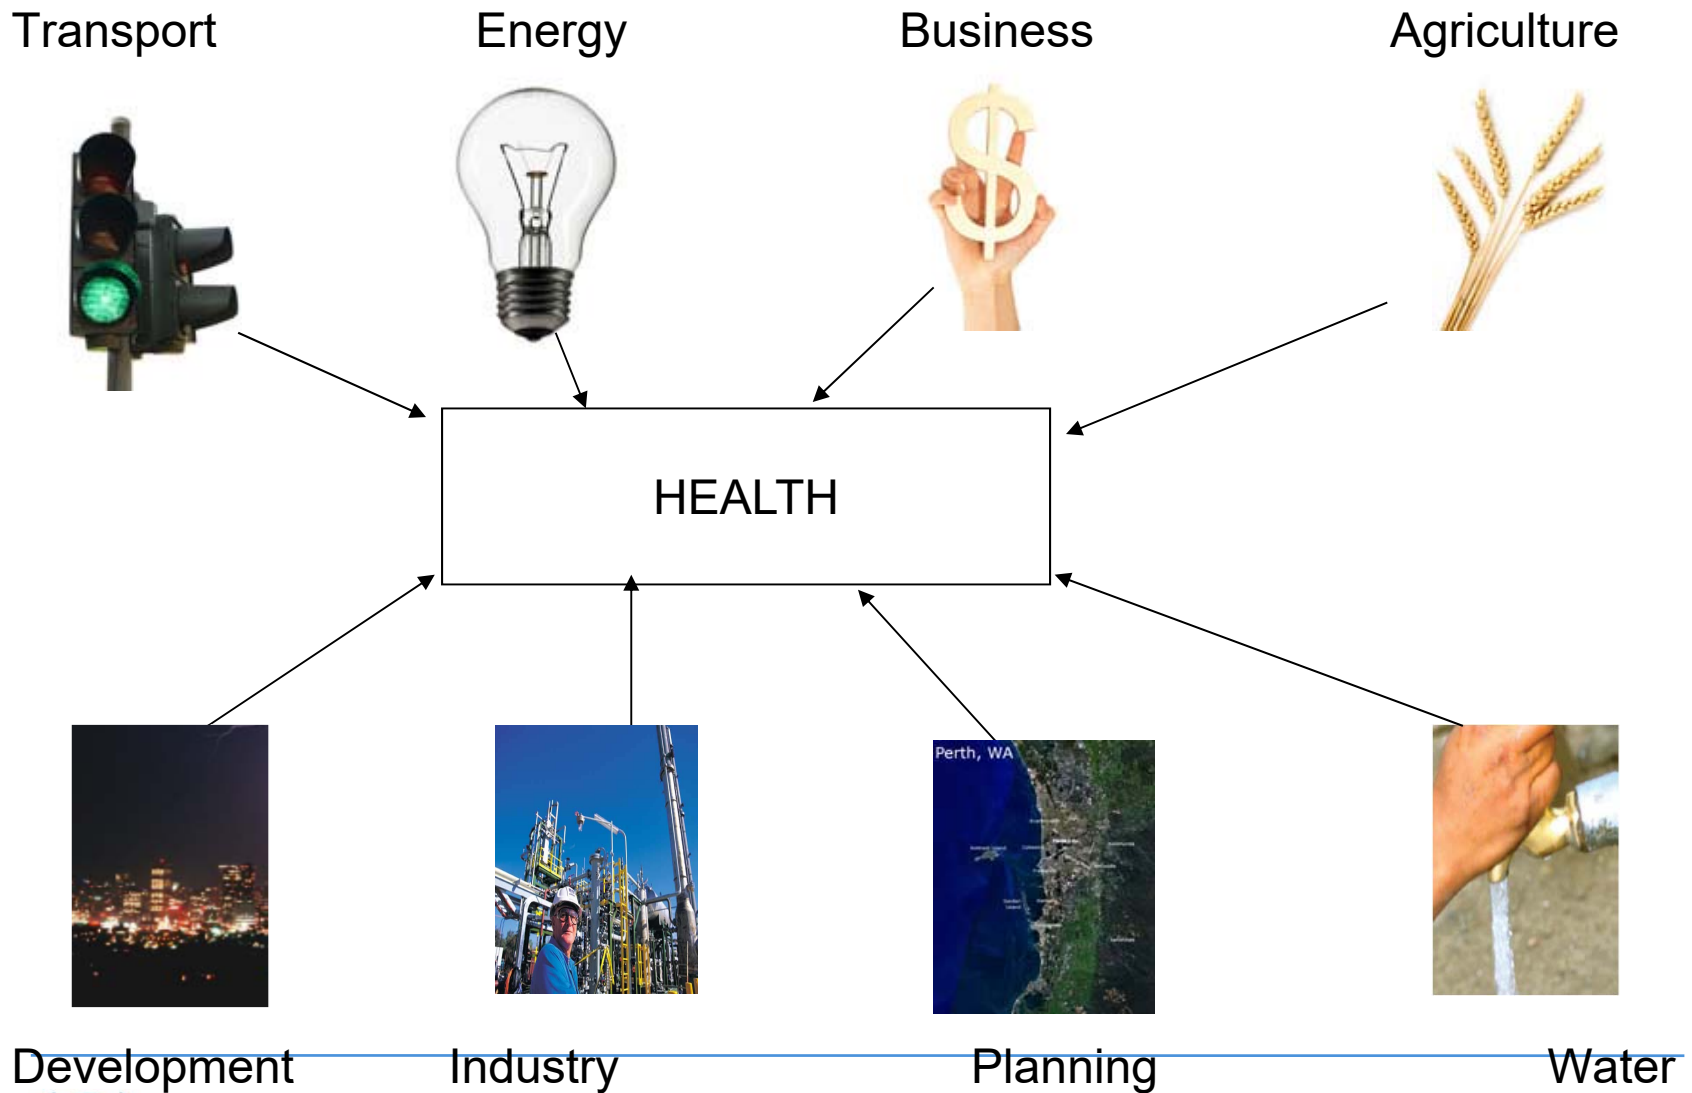 Transport
Energy
Business
Agriculture
HEALTH
Perth, WA
Development
Industry
Planning
Water